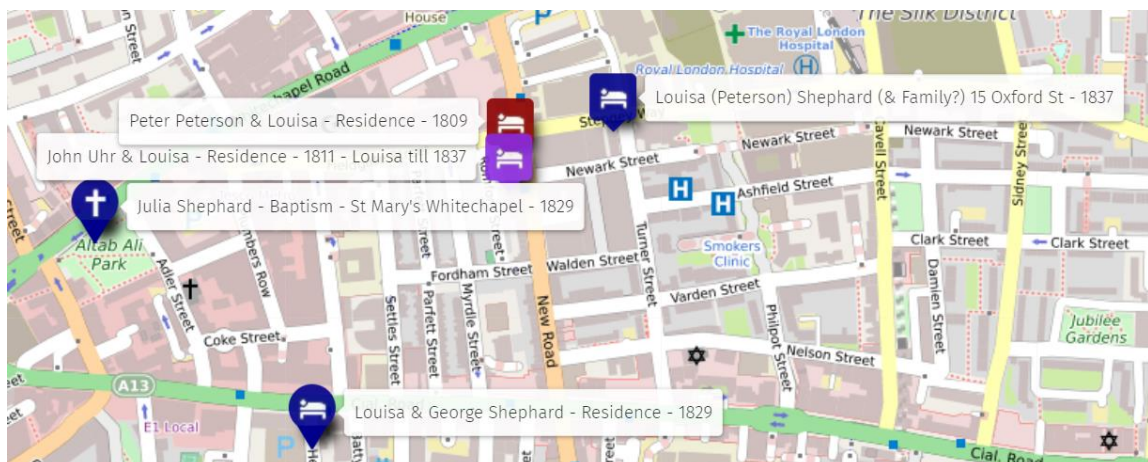 House
The Silk District
The Royal London
Hospital
Royal London Hospital
Louisa (Peterson) Shephard (& Family?) 15 Oxford St - 1837
Peter Peterson & Louisa - Residence - 1809
John Uhr & Louisa - Residence - 1811 - Louisa till 1837
Julia Shephard - Baptism - St Mary's Whitechapel - 1829
Newark Street
Newark Street
Ashfield Street
Cavell Street
Sidney Street
Altab Ali
Park
Adler Street
Turner Street
Smokers
Clinic
Clark Street
Clark Street
Walden Street
Fordham Street
Varden Street
Damien Street
Settles Street
Parfett Street
Myrdle Street
New Road
Philpot Street
Coke Street
Nelson Street
Jubilee
Gardens
A13
E1 Local
Louisa & George Shephard - Residence - 1829
Cial. Road